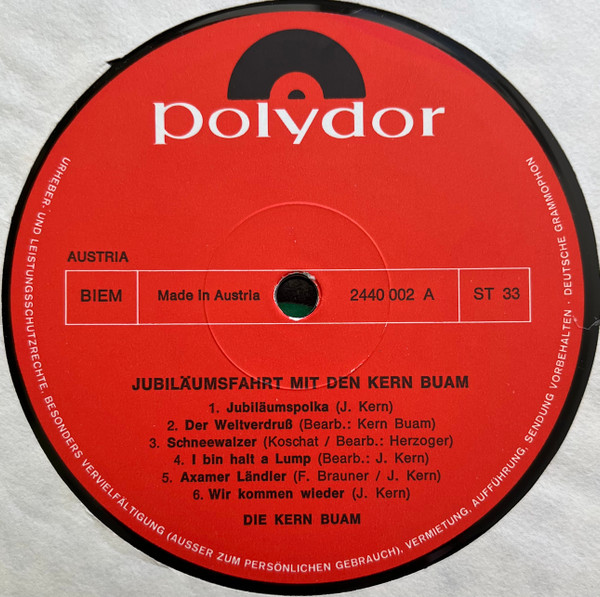 polydor
AUSTRIA
BIEM
Made in Austria
2440 002 A
ST 33
JUBILÄUMSFAHRT MIT DEN KERN BUAM
1. Jubiläumspolka (J. Kern)
2. Der Weltverdruß (Bearb.: Kern Buam)
3. Schneewalzer (Koschat / Bearb.: Herzoger)
4. I bin halt a Lump (Bearb.: J. Kern)
5. Axamer Ländler (F. Brauner / J. Kern)
6. Wir kommen wieder (J. Kern)
DIE KERN BUAM
URHEBER- UND LEISTUNGSSCHUTZRECHTE, BESONDERS VERVIELFÄLTIGUNG (AUSSER ZUM PERSÖNLICHEN GEBRAUCH), VERMIETUNG, AUFFÜHRUNG, SENDUNG VORBEHALTEN · DEUTSCHE GRAMMOPHON